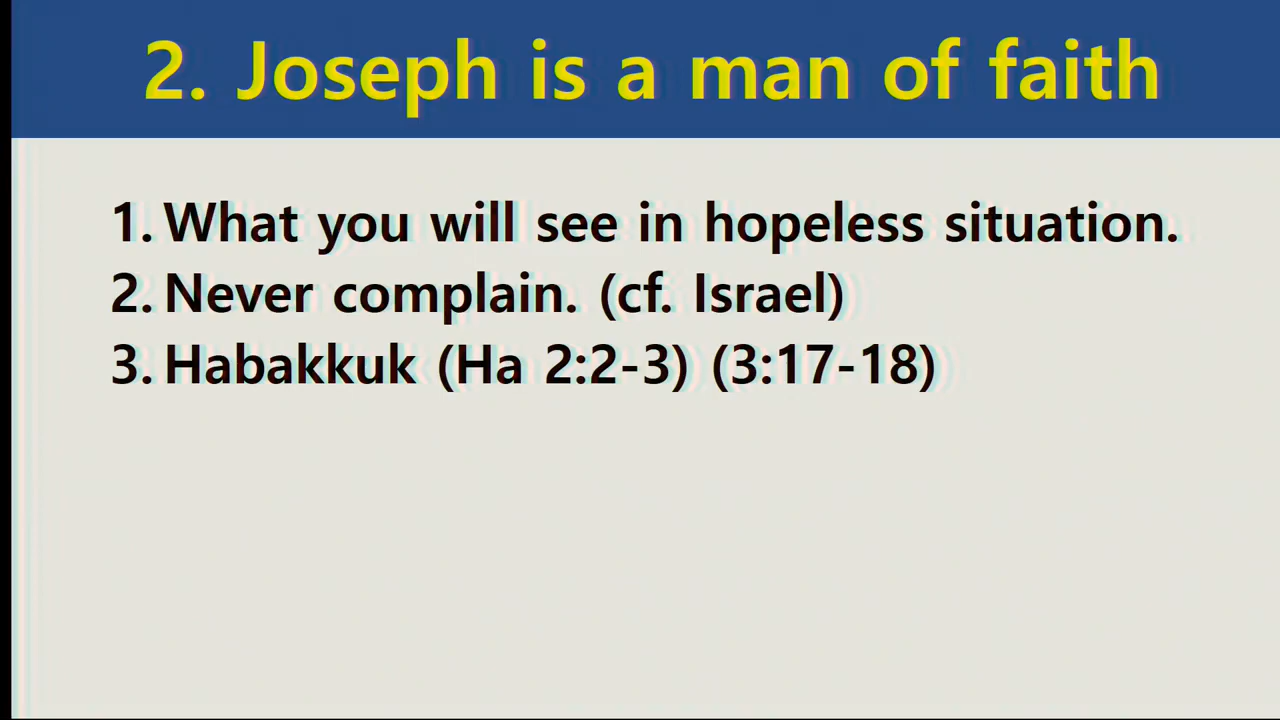 2. Joseph is a man of faith
1. What you will see in hopeless situation.
2. Never complain. (cf. Israel)
3. Habakkuk (Ha 2:2-3) (3:17-18)